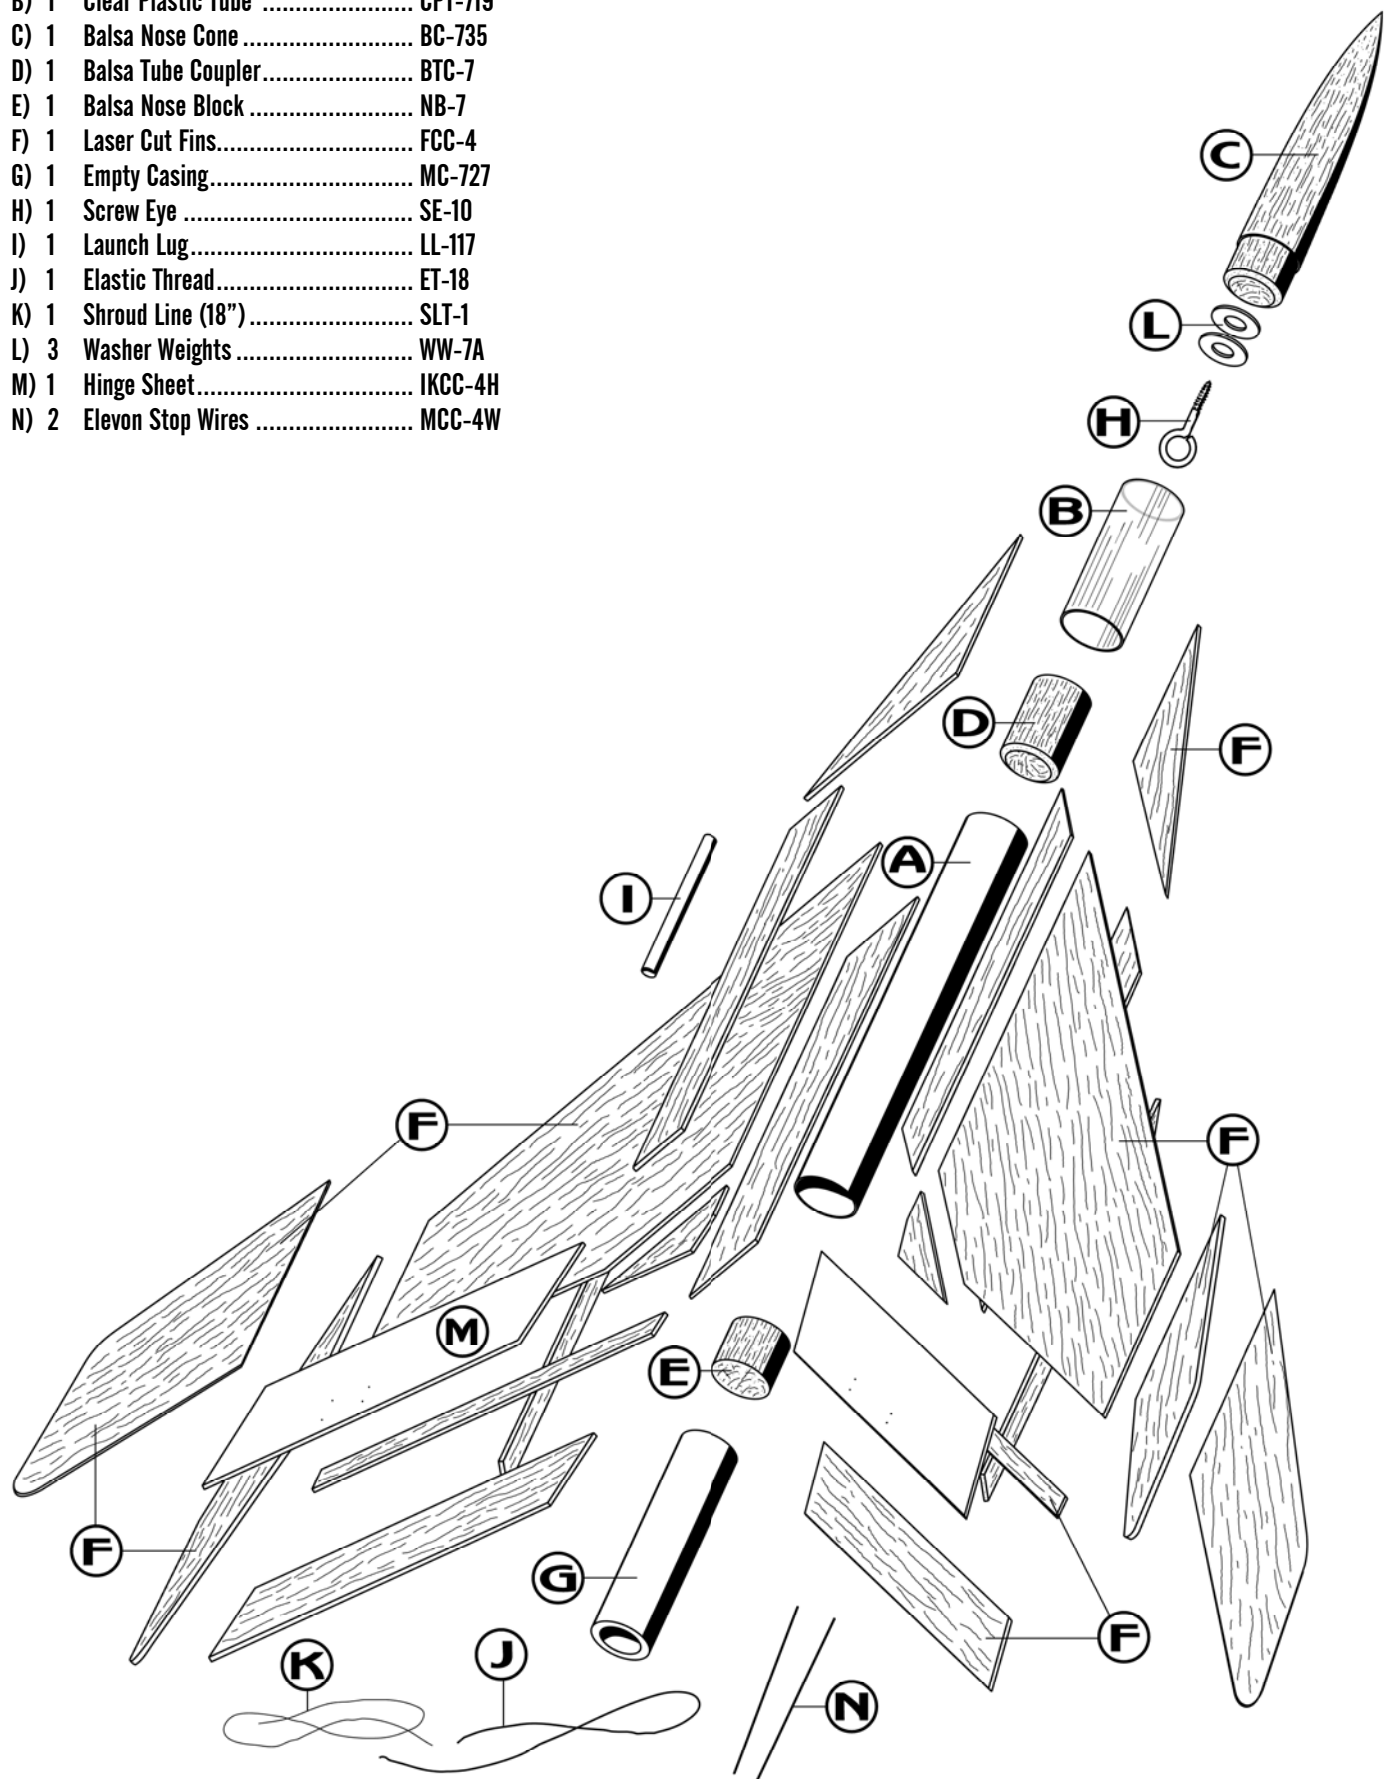 B) 1 Clear Plastic Tube ....................... CPT-719
C) 1 Balsa Nose Cone .......................... BC-735
D) 1 Balsa Tube Coupler....................... BTC-7
E) 1 Balsa Nose Block ......................... NB-7
F) 1 Laser Cut Fins.............................. FCC-4
G) 1 Empty Casing............................... MC-727
H) 1 Screw Eye ................................... SE-10
I) 1 Launch Lug.................................. LL-117
J) 1 Elastic Thread.............................. ET-18
K) 1 Shroud Line (18”) ......................... SLT-1
L) 3 Washer Weights ........................... WW-7A
M) 1 Hinge Sheet................................. IKCC-4H
N) 2 Elevon Stop Wires ........................ MCC-4W
C
L
H
B
D
F
A
I
F
F
M
E
F
G
F
K
J
N